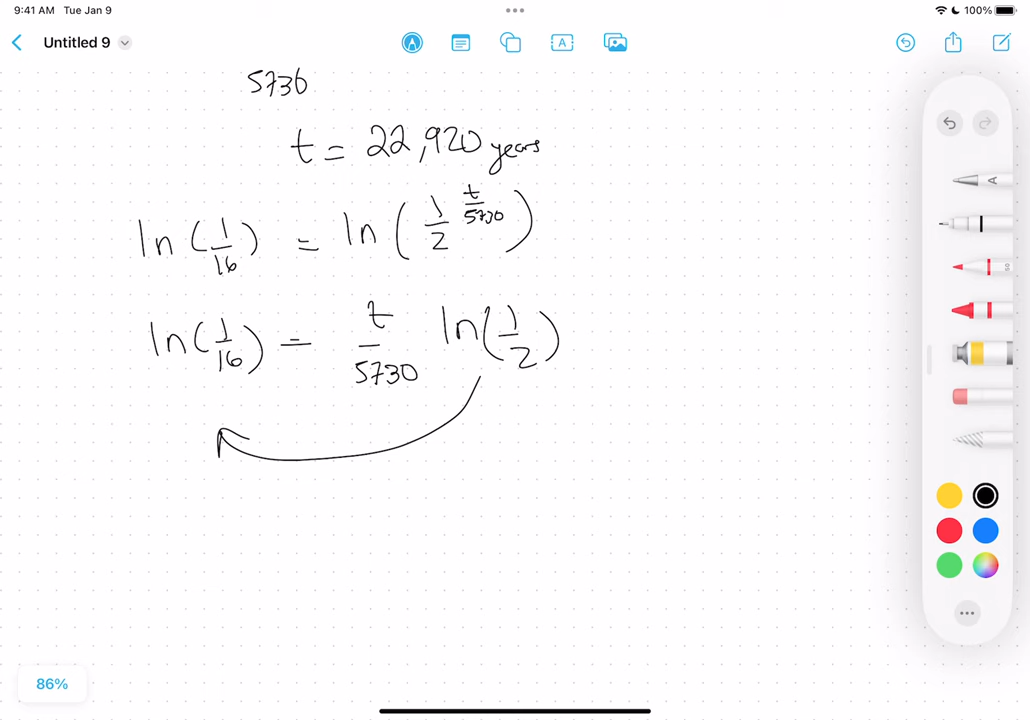 9:41 AM Tue Jan 9
100%
Untitled 9
A
A
50
5730
t = 22,920 years
ln(1/16) = ln(1/2^(t/5730))
ln(1/16) = t/5730 ln(1/2)
86%